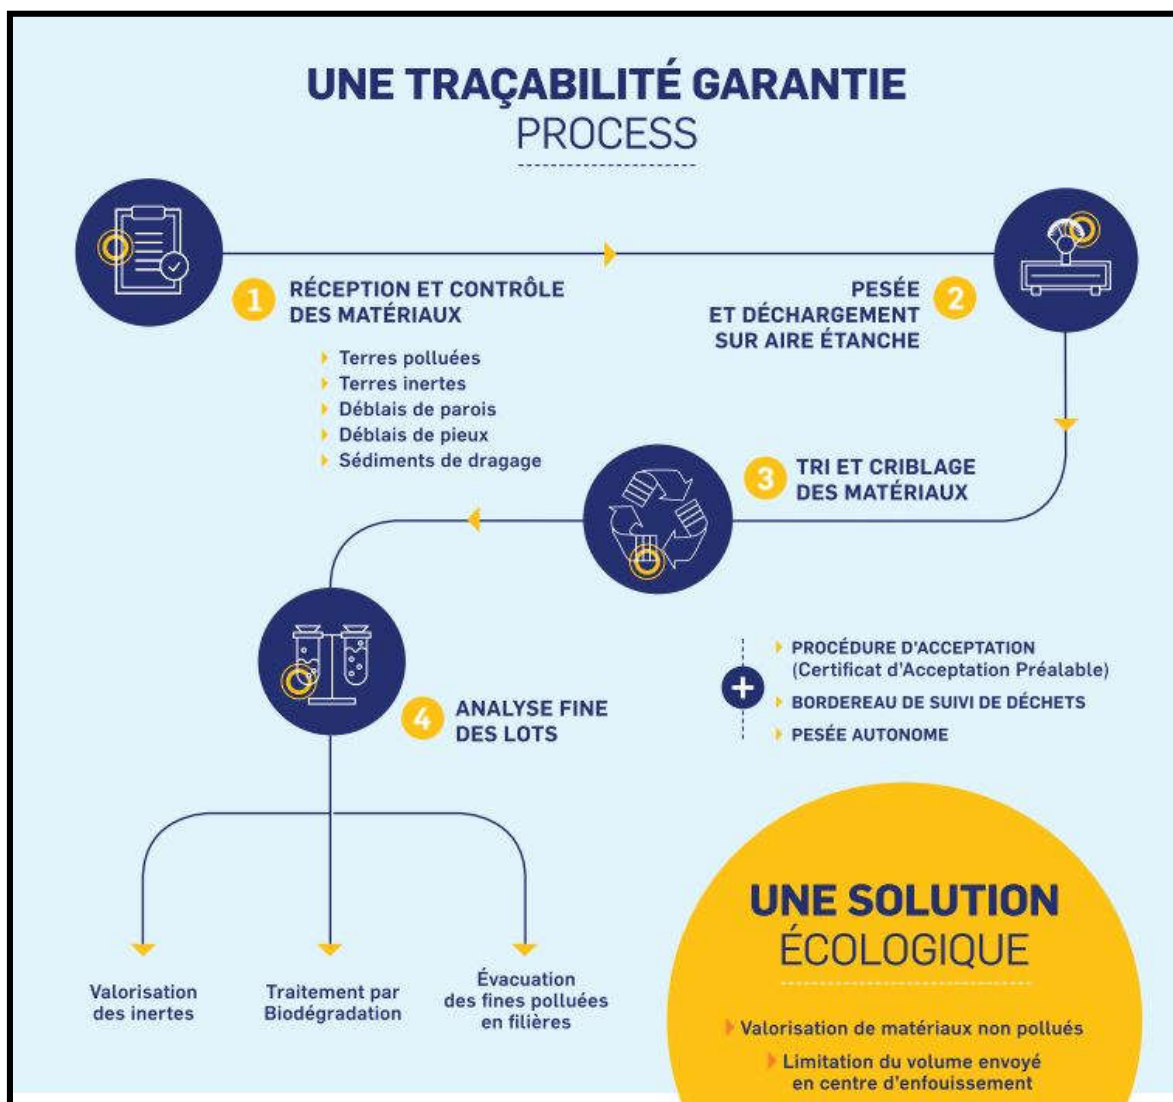 UNE TRAÇABILITÉ GARANTIE
PROCESS
1
RÉCEPTION ET CONTRÔLE
DES MATÉRIAUX
Terres polluées
Terres inertes
Déblais de parois
Déblais de pieux
Sédiments de dragage
PESÉE
ET DÉCHARGEMENT
SUR AIRE ÉTANCHE
2
3
TRI ET CRIBLAGE
DES MATÉRIAUX
4
ANALYSE FINE
DES LOTS
+
PROCÉDURE D'ACCEPTATION
(Certificat d'Acceptation Préalable)
BORDEREAU DE SUIVI DE DÉCHETS
PESÉE AUTONOME
Valorisation
des inertes
Traitement par
Biodégradation
Évacuation
des fines polluées
en filières
UNE SOLUTION
ÉCOLOGIQUE
Valorisation de matériaux non pollués
Limitation du volume envoyé
en centre d'enfouissement